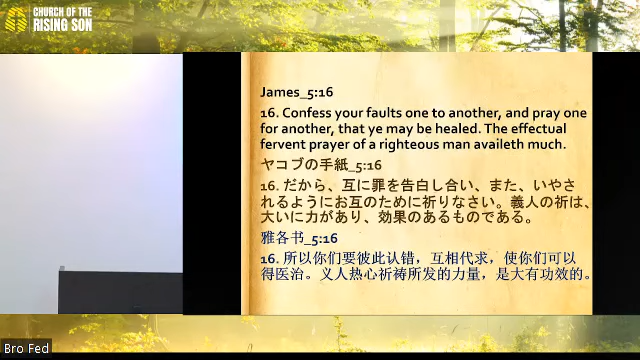 CHURCH OF THE
RISING SON
James_5:16
16. Confess your faults one to another, and pray one
for another, that ye may be healed. The effectual
fervent prayer of a righteous man availeth much.
ヤコブの手紙_5:16
16. だから、互に罪を告白し合い、また、いやさ
れるようにお互のために祈りなさい。義人の祈は、
大いに力があり、効果のあるものである。
雅各书_5:16
16. 所以你们要彼此认错，互相代求，使你们可以
得医治。义人热心祈祷所发的力量，是大有功效的。
Bro Fed